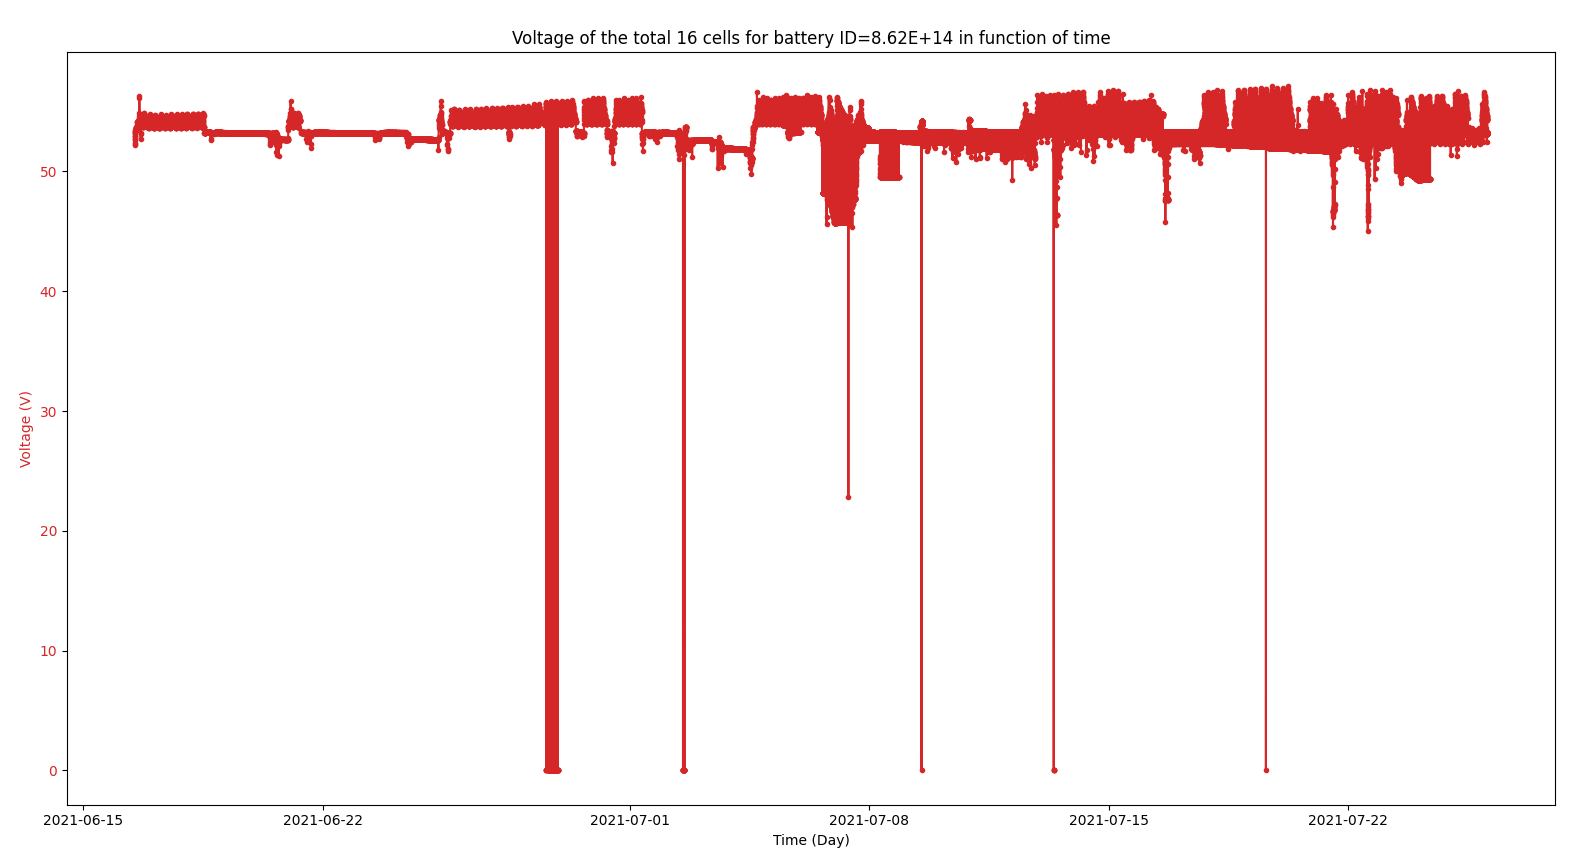 Voltage of the total 16 cells for battery ID=8.62E+14 in function of time
50
40
30
20
10
0
Voltage (V)
2021-06-15 2021-06-22 2021-07-01 2021-07-08 2021-07-15 2021-07-22
Time (Day)